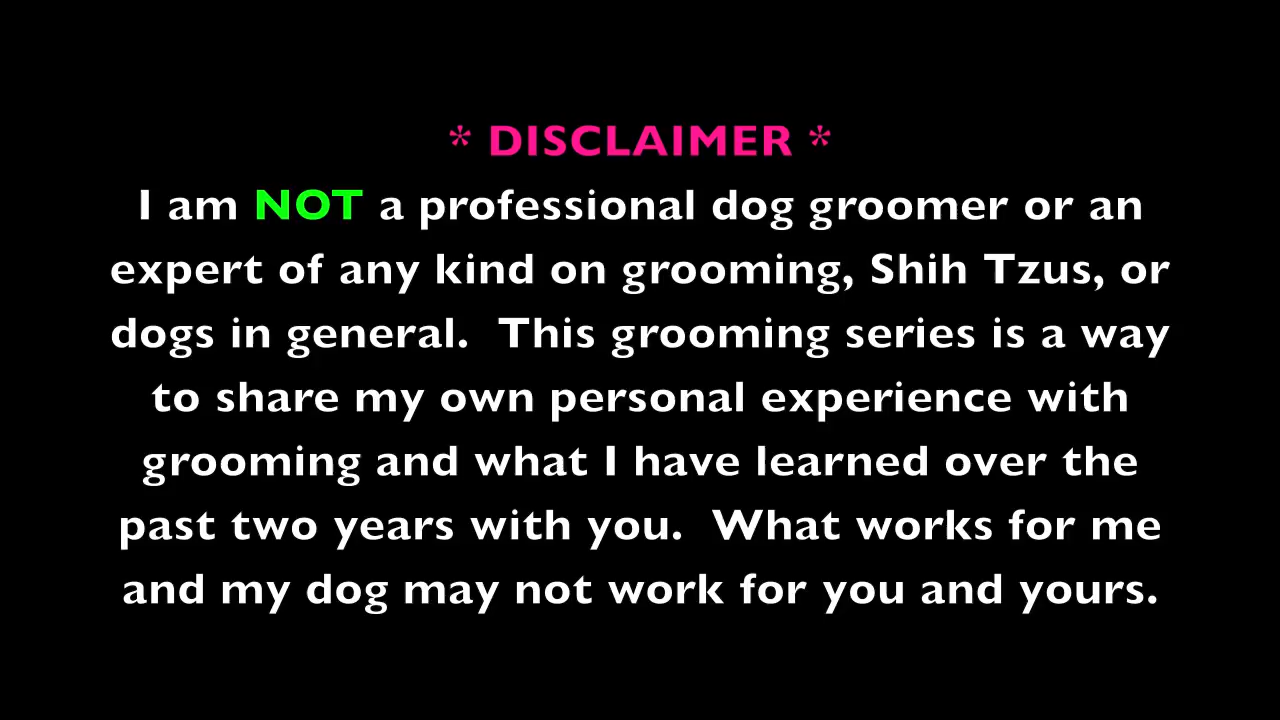 * DISCLAIMER *
I am NOT a professional dog groomer or an
expert of any kind on grooming, Shih Tzus, or
dogs in general.  This grooming series is a way
to share my own personal experience with
grooming and what I have learned over the
past two years with you.  What works for me
and my dog may not work for you and yours.